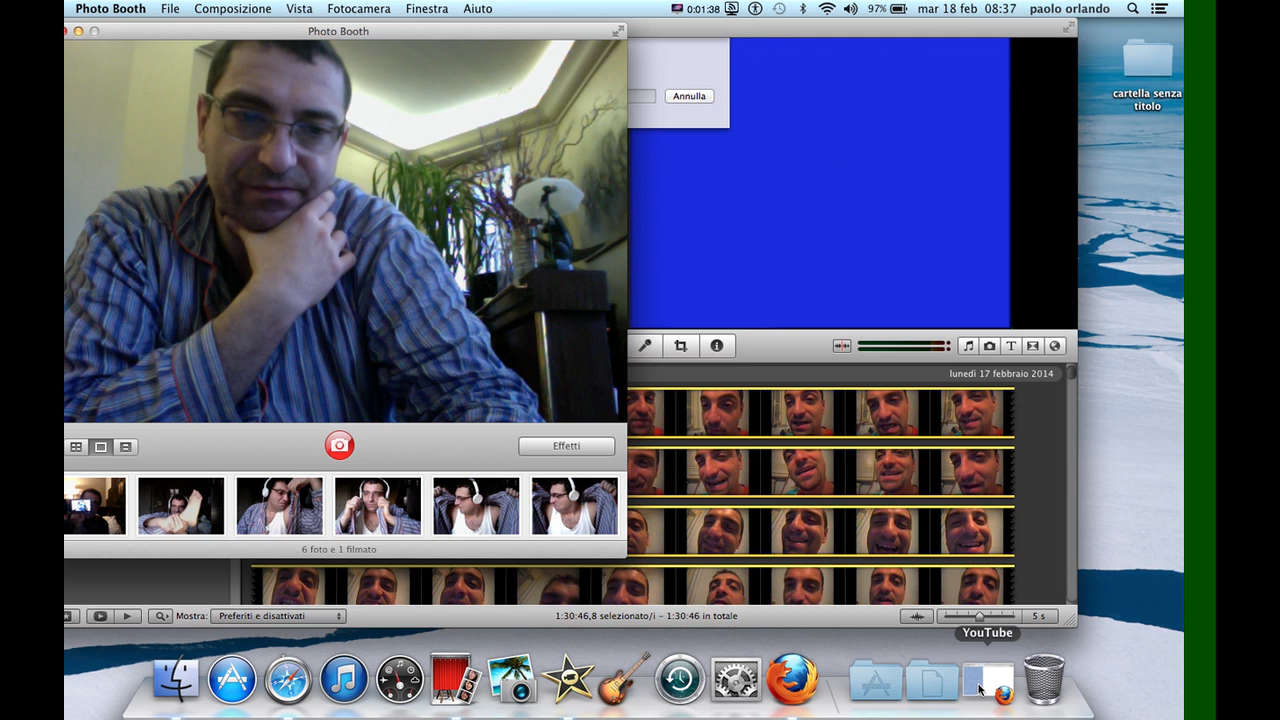 Photo Booth File Composizione Vista Fotocamera Finestra Aiuto 0:01:38 97% mar 18 feb 08:37 paolo orlando
Photo Booth
Annulla
cartella senza
titolo
T
lunedì 17 febbraio 2014
Effetti
6 foto e 1 filmato
Mostra: Preferiti e disattivati 1:30:46,8 selezionato/i - 1:30:46 in totale 5 s
YouTube